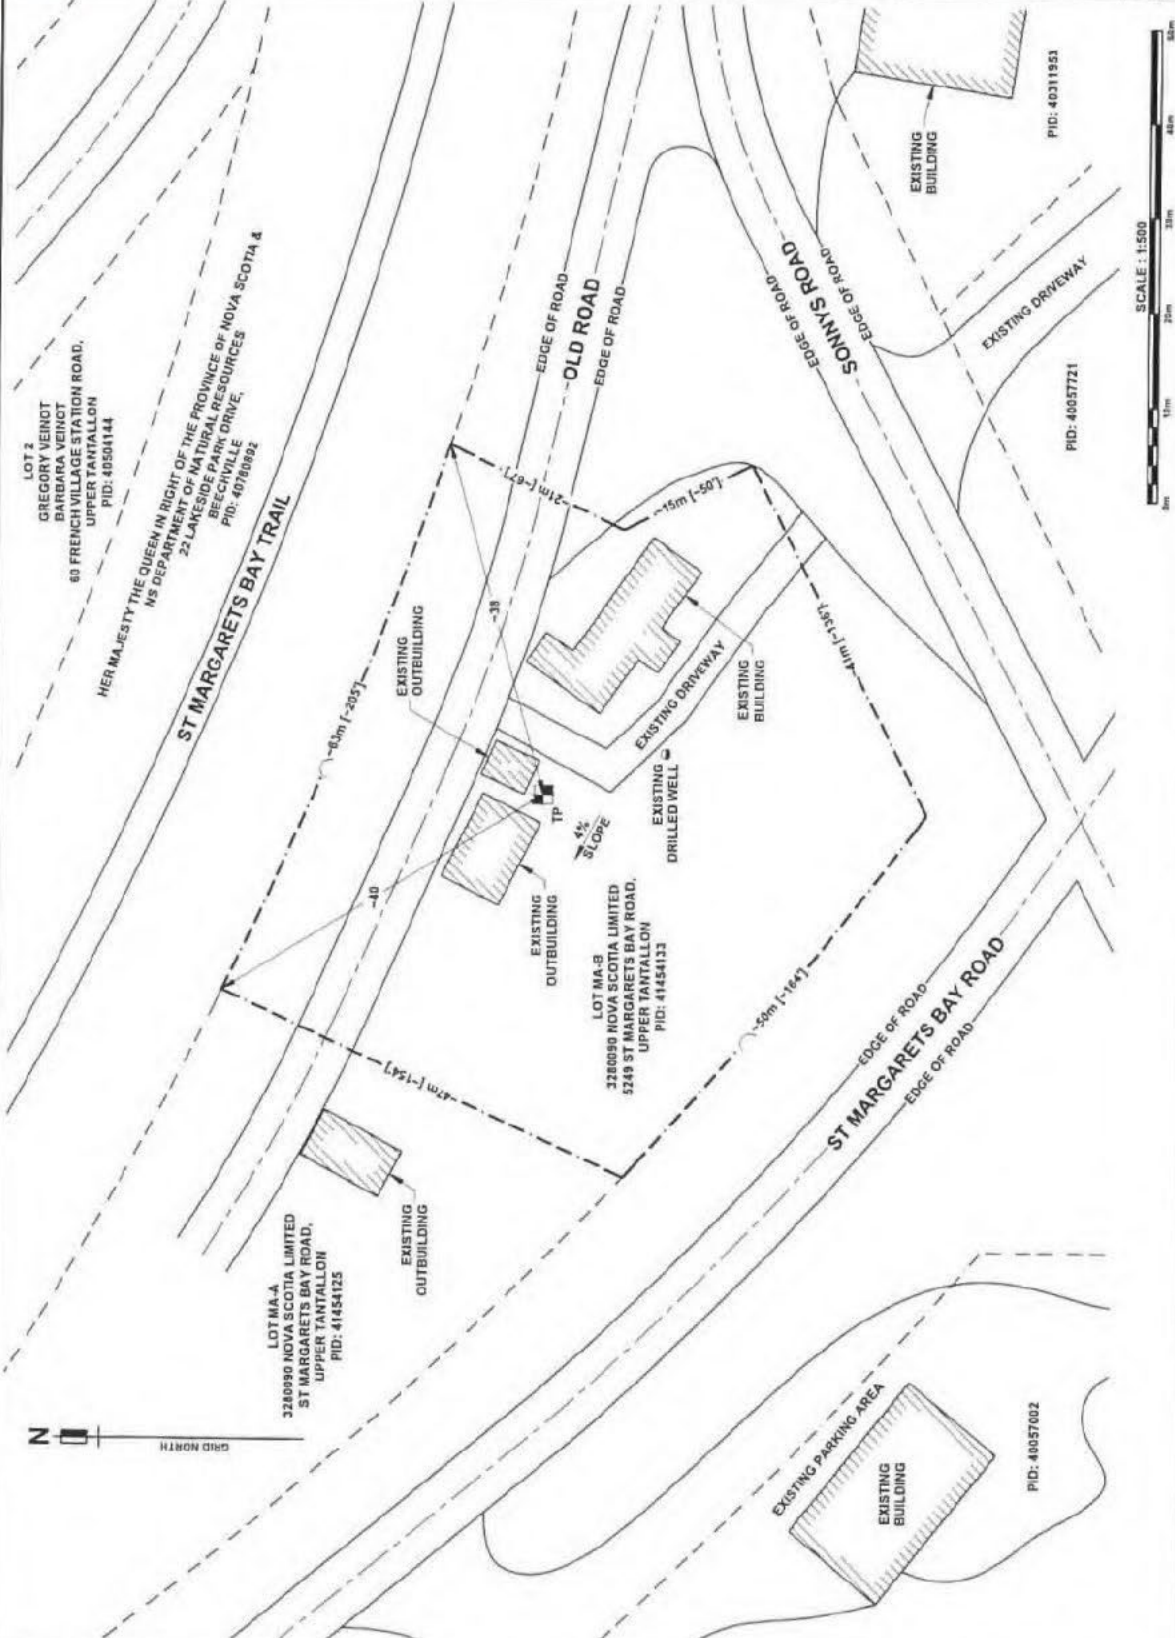 LOT 2
GREGORY VEINOT
BARBARA VEINOT
60 FRENCH VILLAGE STATION ROAD,
UPPER TANTALLON
PID: 40504144
HER MAJESTY THE QUEEN IN RIGHT OF THE PROVINCE OF NOVA SCOTIA &
NS DEPARTMENT OF NATURAL RESOURCES
22 LAKESIDE PARK DRIVE,
BEECHVILLE
PID: 40780892
ST MARGARETS BAY TRAIL
N
GRID NORTH
LOT MA-A
3280090 NOVA SCOTIA LIMITED
ST MARGARETS BAY ROAD,
UPPER TANTALLON
PID: 41454125
EXISTING
OUTBUILDING
~63m [~205']
~47m [~154']
~40
~38
EXISTING
OUTBUILDING
EXISTING
OUTBUILDING
TP
4%
SLOPE
EDGE OF ROAD
OLD ROAD
EDGE OF ROAD
~21m [~67']
~15m [~50']
~41m [~136']
~50m [~164']
EXISTING DRIVEWAY
EXISTING
BUILDING
EXISTING
DRILLED WELL
LOT MA-B
3280090 NOVA SCOTIA LIMITED
5249 ST MARGARETS BAY ROAD,
UPPER TANTALLON
PID: 41454133
EDGE OF ROAD
SONNYS ROAD
EDGE OF ROAD
EDGE OF ROAD
ST MARGARETS BAY ROAD
EDGE OF ROAD
EXISTING
BUILDING
PID: 40311953
EXISTING DRIVEWAY
PID: 40057721
EXISTING PARKING AREA
EXISTING
BUILDING
PID: 40057002
SCALE : 1:500
0m 10m 20m 30m 40m 50m